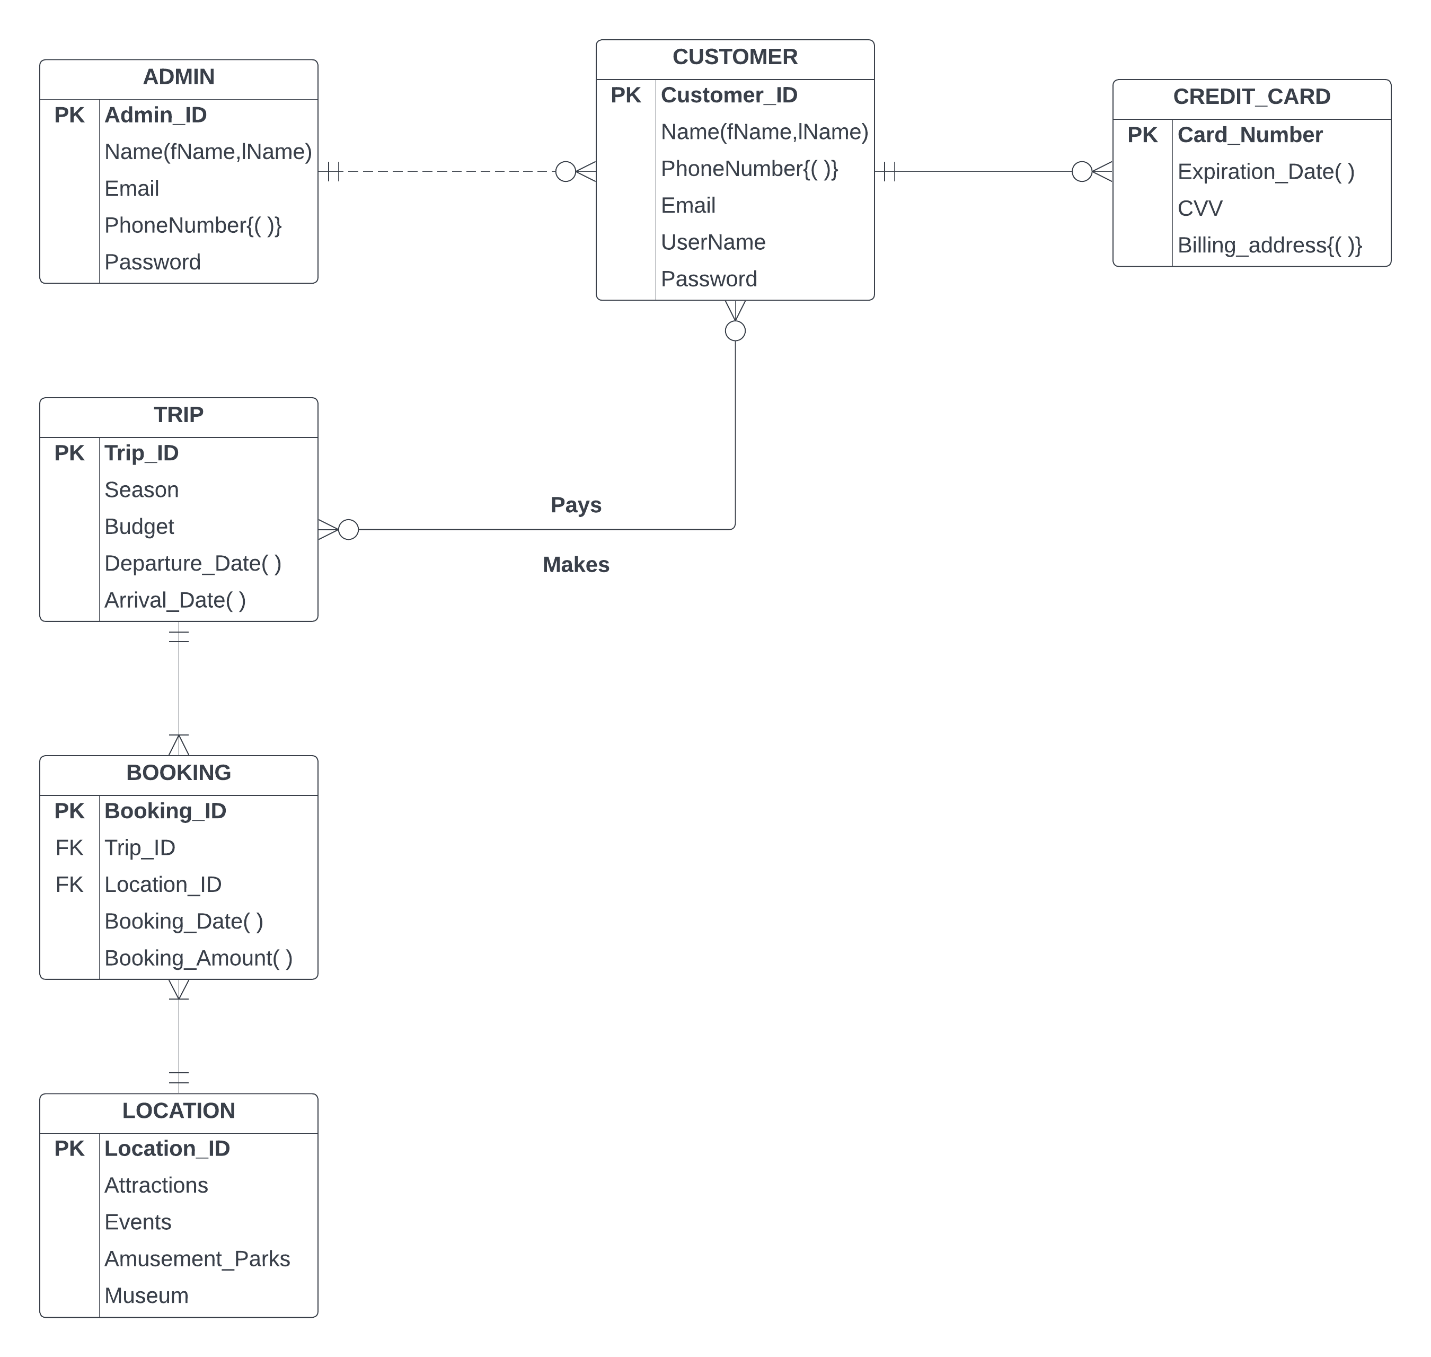 ADMIN
PK Admin_ID
Name(fName,lName)
Email
PhoneNumber{( )}
Password
CUSTOMER
PK Customer_ID
Name(fName,lName)
PhoneNumber{( )}
Email
UserName
Password
CREDIT_CARD
PK Card_Number
Expiration_Date( )
CVV
Billing_address{( )}
TRIP
PK Trip_ID
Season
Budget
Departure_Date( )
Arrival_Date( )
Pays
Makes
BOOKING
PK Booking_ID
FK Trip_ID
FK Location_ID
Booking_Date( )
Booking_Amount( )
LOCATION
PK Location_ID
Attractions
Events
Amusement_Parks
Museum